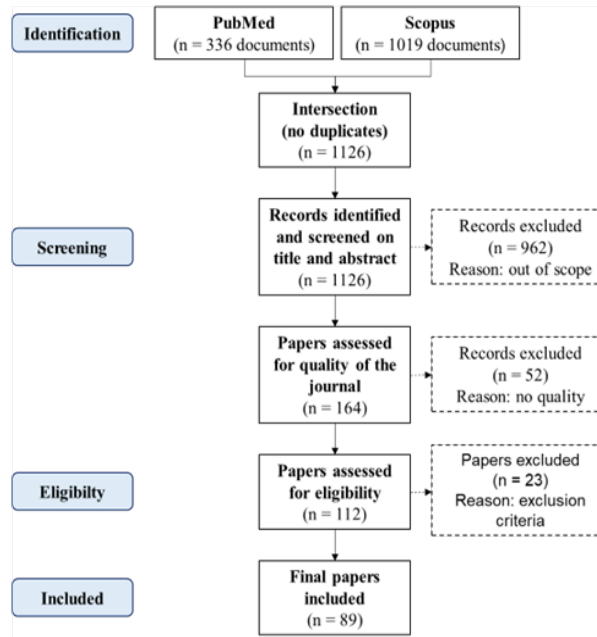 Identification
PubMed
(n = 336 documents)
Scopus
(n = 1019 documents)
Intersection
(no duplicates)
(n = 1126)
Screening
Records identified
and screened on
title and abstract
(n = 1126)
Records excluded
(n = 962)
Reason: out of scope
Papers assessed
for quality of the
journal
(n = 164)
Records excluded
(n = 52)
Reason: no quality
Eligibilty
Papers assessed
for eligibility
(n = 112)
Papers excluded
(n = 23)
Reason: exclusion
criteria
Included
Final papers
included
(n = 89)